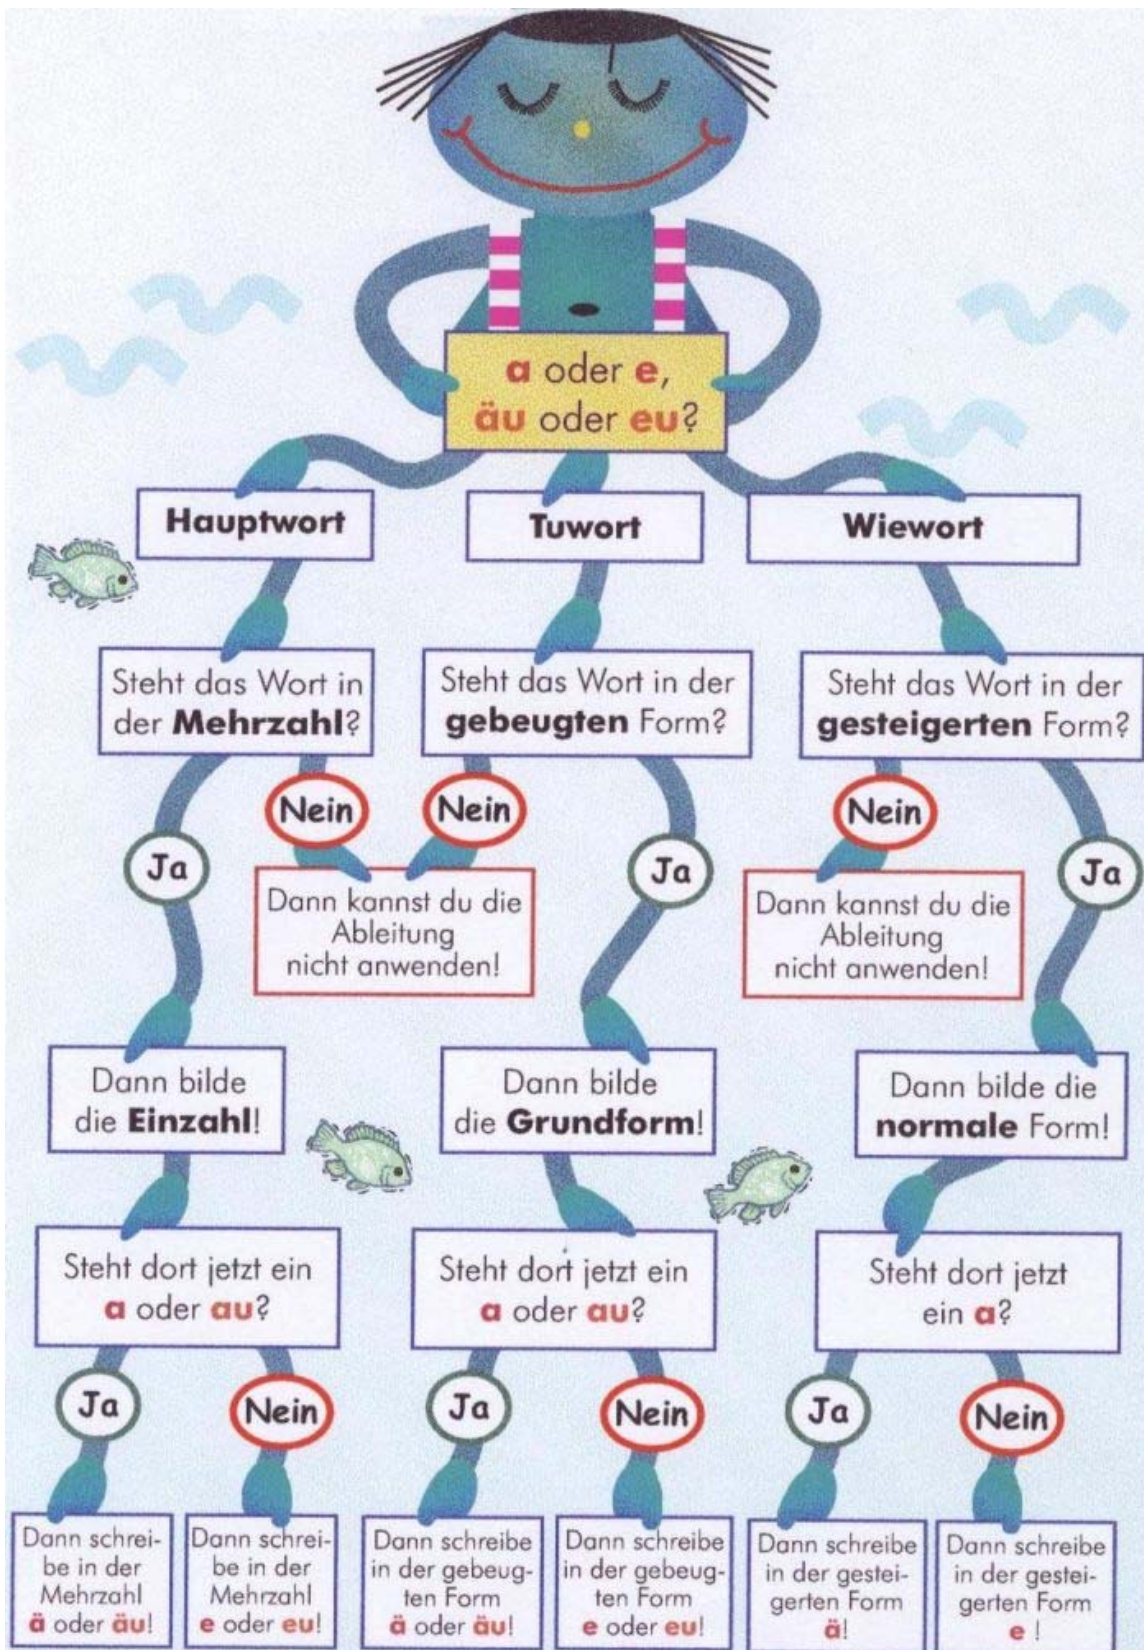 a oder e,
äu oder eu?
Hauptwort
Tuwort
Wiewort
Steht das Wort in
der Mehrzahl?
Steht das Wort in der
gebeugten Form?
Steht das Wort in der
gesteigerten Form?
Nein
Nein
Nein
Ja
Ja
Ja
Dann kannst du die
Ableitung
nicht anwenden!
Dann kannst du die
Ableitung
nicht anwenden!
Dann bilde
die Einzahl!
Dann bilde
die Grundform!
Dann bilde die
normale Form!
Steht dort jetzt ein
a oder au?
Steht dort jetzt ein
a oder au?
Steht dort jetzt
ein a?
Ja
Nein
Ja
Nein
Ja
Nein
Dann schrei-
be in der
Mehrzahl
ä oder äu!
Dann schrei-
be in der
Mehrzahl
e oder eu!
Dann schreibe
in der gebeug-
ten Form
ä oder äu!
Dann schreibe
in der gebeug-
ten Form
e oder eu!
Dann schreibe
in der gestei-
gerten Form
ä!
Dann schreibe
in der gestei-
gerten Form
e !